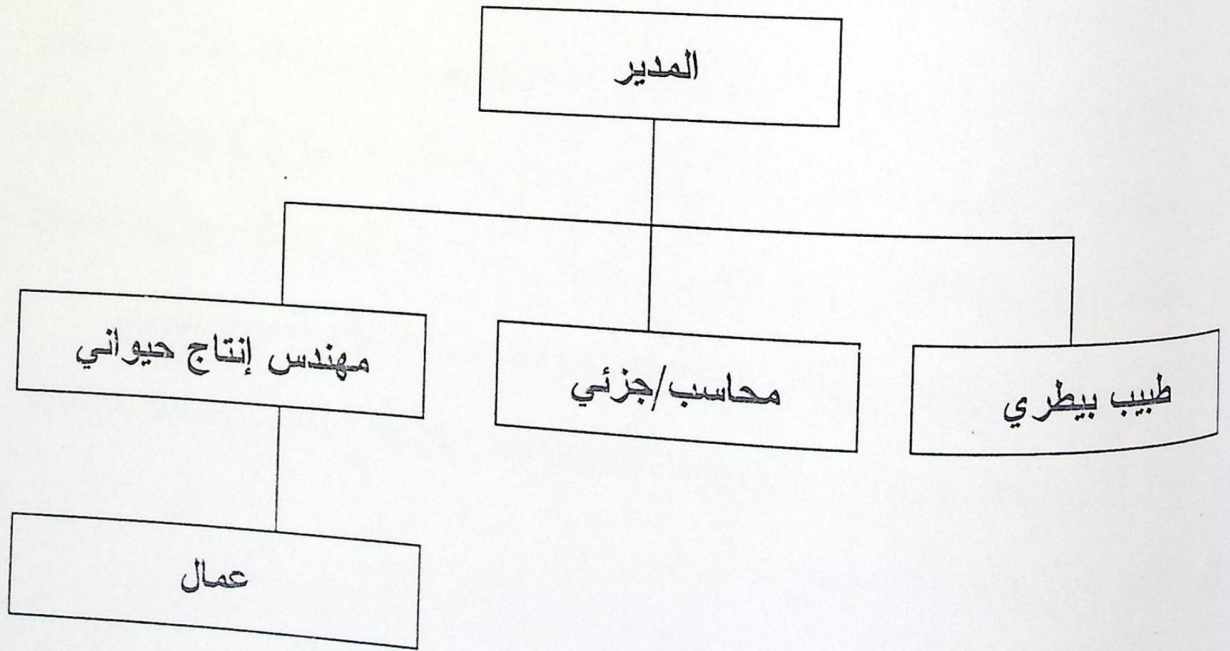 المدير
طبيب بيطري
محاسب/جزئي
مهندس إنتاج حيواني
عمال